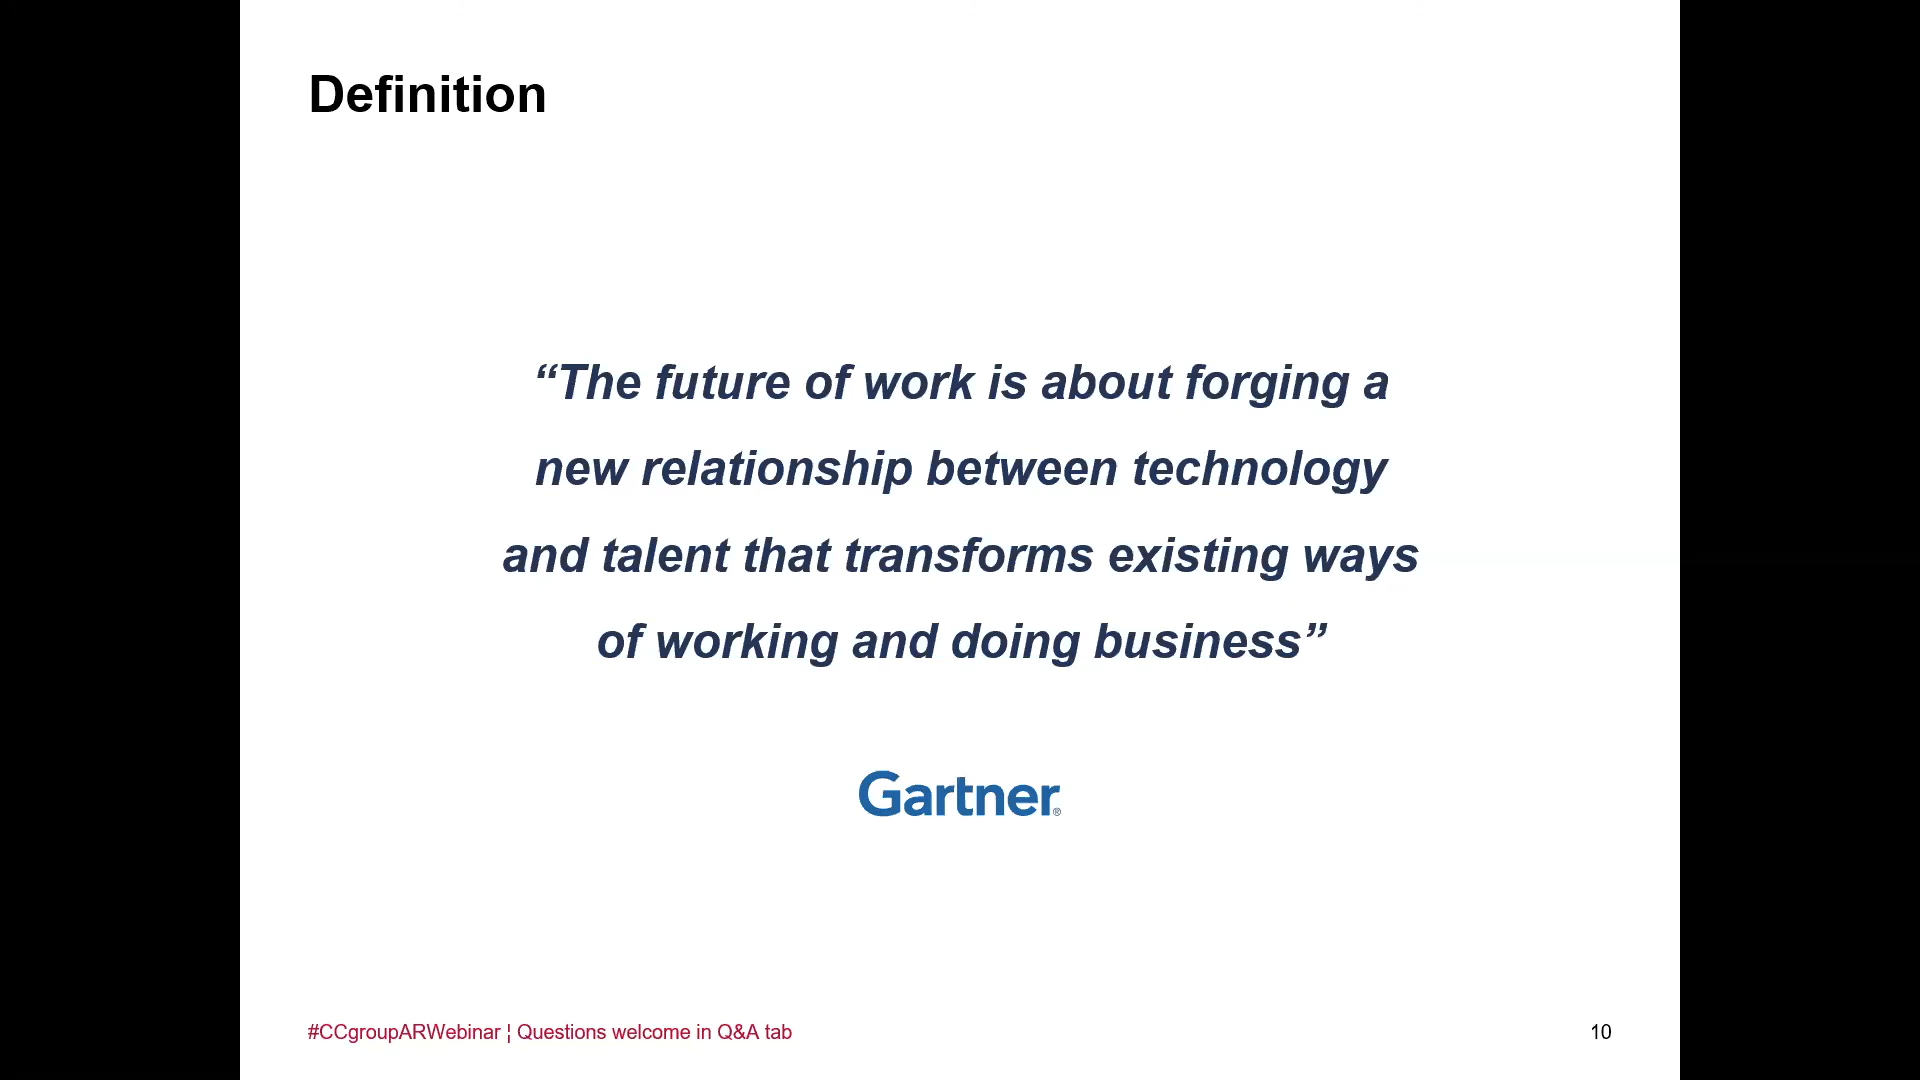 Definition
“The future of work is about forging a
new relationship between technology
and talent that transforms existing ways
of working and doing business”
Gartner®
#CCgroupARWebinar ¦ Questions welcome in Q&A tab
10